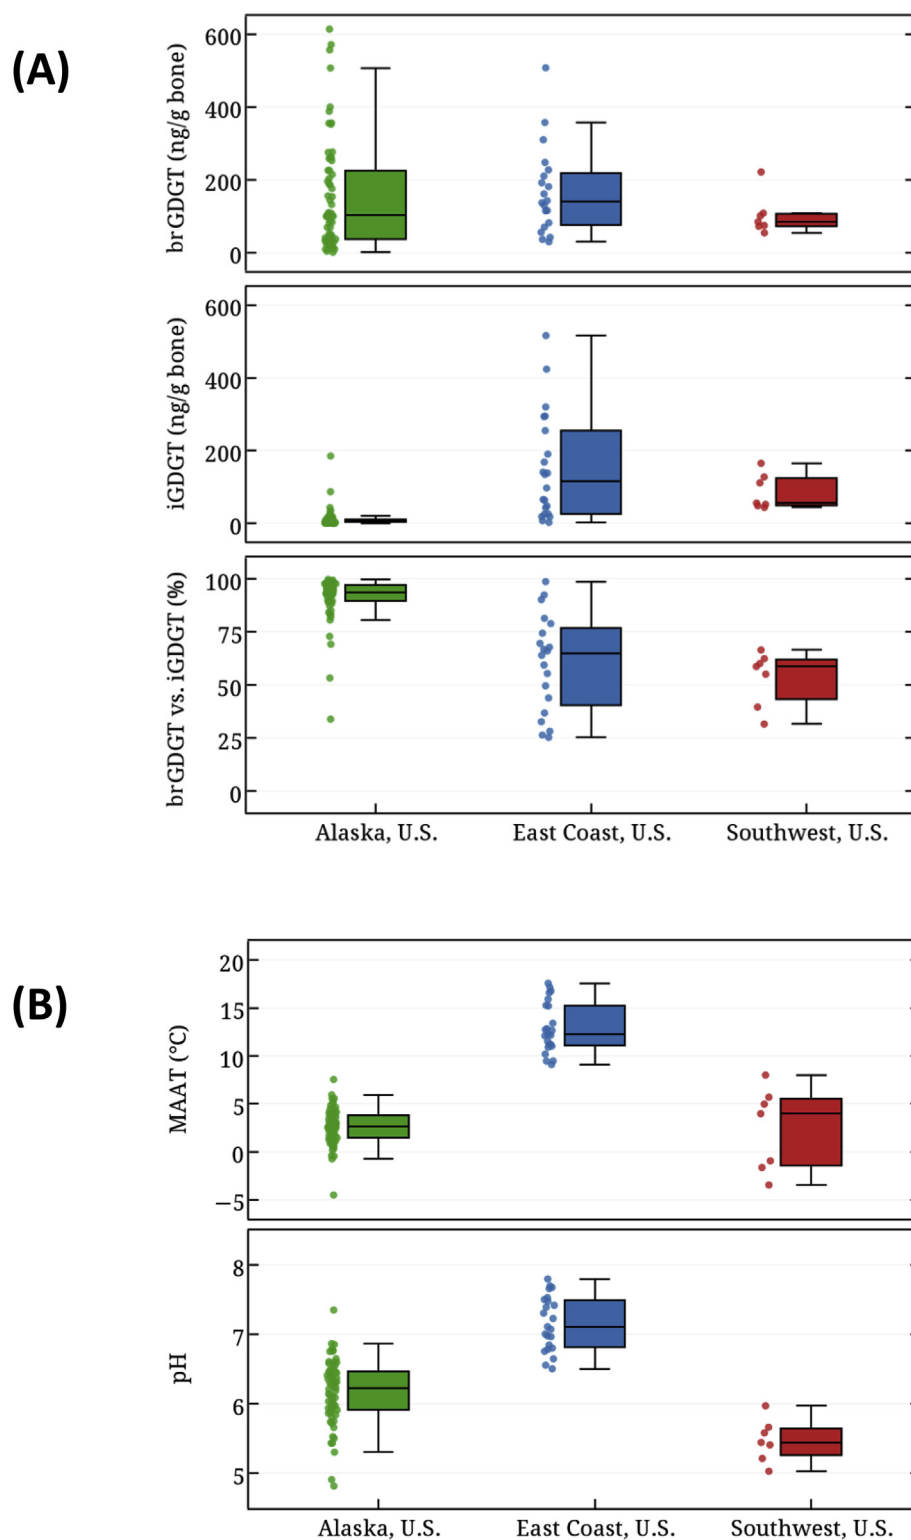 (A)
brGDGT (ng/g bone)
600
400
200
0
iGDGT (ng/g bone)
600
400
200
0
brGDGT vs. iGDGT (%)
100
75
50
25
0
Alaska, U.S. East Coast, U.S. Southwest, U.S.
(B)
MAAT (°C)
20
15
10
5
0
−5
pH
8
7
6
5
Alaska, U.S. East Coast, U.S. Southwest, U.S.